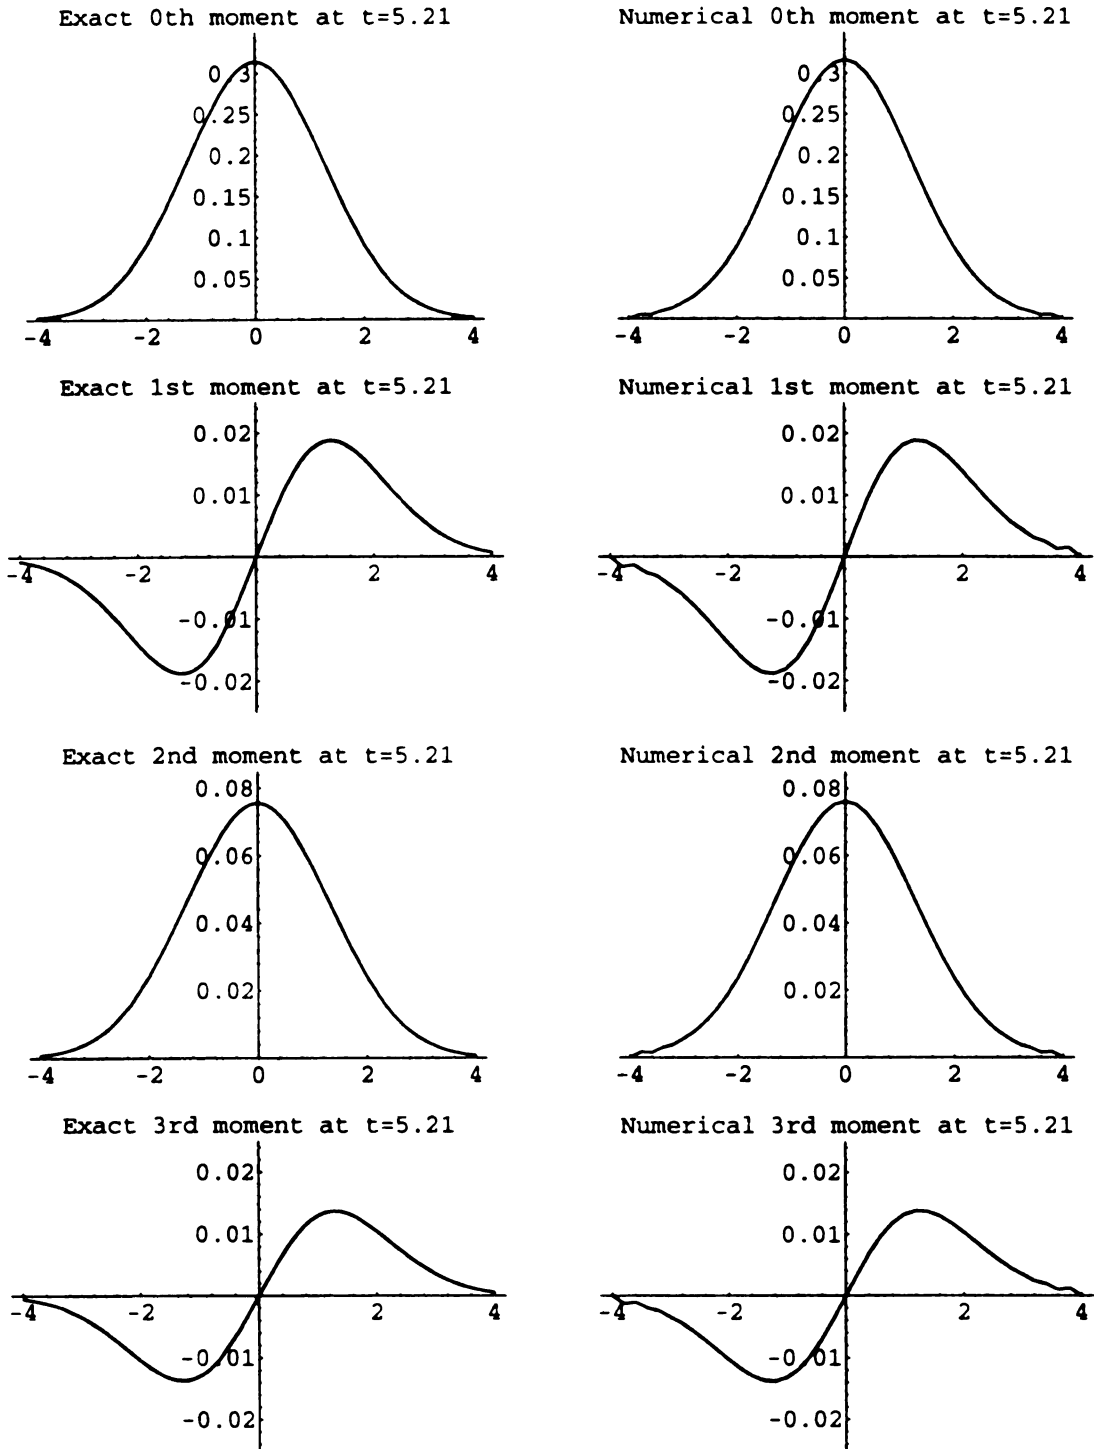 Exact 0th moment at t=5.21
0.3
0.25
0.2
0.15
0.1
0.05
-4 -2 0 2 4
Numerical 0th moment at t=5.21
0.3
0.25
0.2
0.15
0.1
0.05
-4 -2 0 2 4
Exact 1st moment at t=5.21
0.02
0.01
-4 -2 2 4
-0.01
-0.02
Numerical 1st moment at t=5.21
0.02
0.01
-4 -2 2 4
-0.01
-0.02
Exact 2nd moment at t=5.21
0.08
0.06
0.04
0.02
-4 -2 0 2 4
Numerical 2nd moment at t=5.21
0.08
0.06
0.04
0.02
-4 -2 0 2 4
Exact 3rd moment at t=5.21
0.02
0.01
-4 -2 2 4
-0.01
-0.02
Numerical 3rd moment at t=5.21
0.02
0.01
-4 -2 2 4
-0.01
-0.02